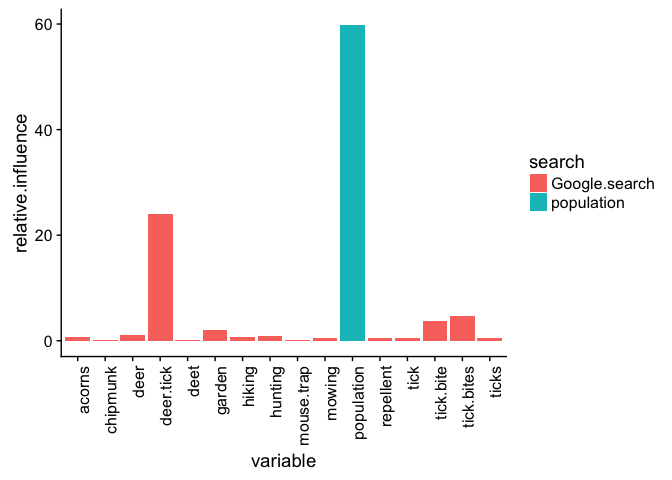 60
40
20
0
relative.influence
acorns
chipmunk
deer
deer.tick
deet
garden
hiking
hunting
mouse.trap
mowing
population
repellent
tick
tick.bite
tick.bites
ticks
variable
search
Google.search
population